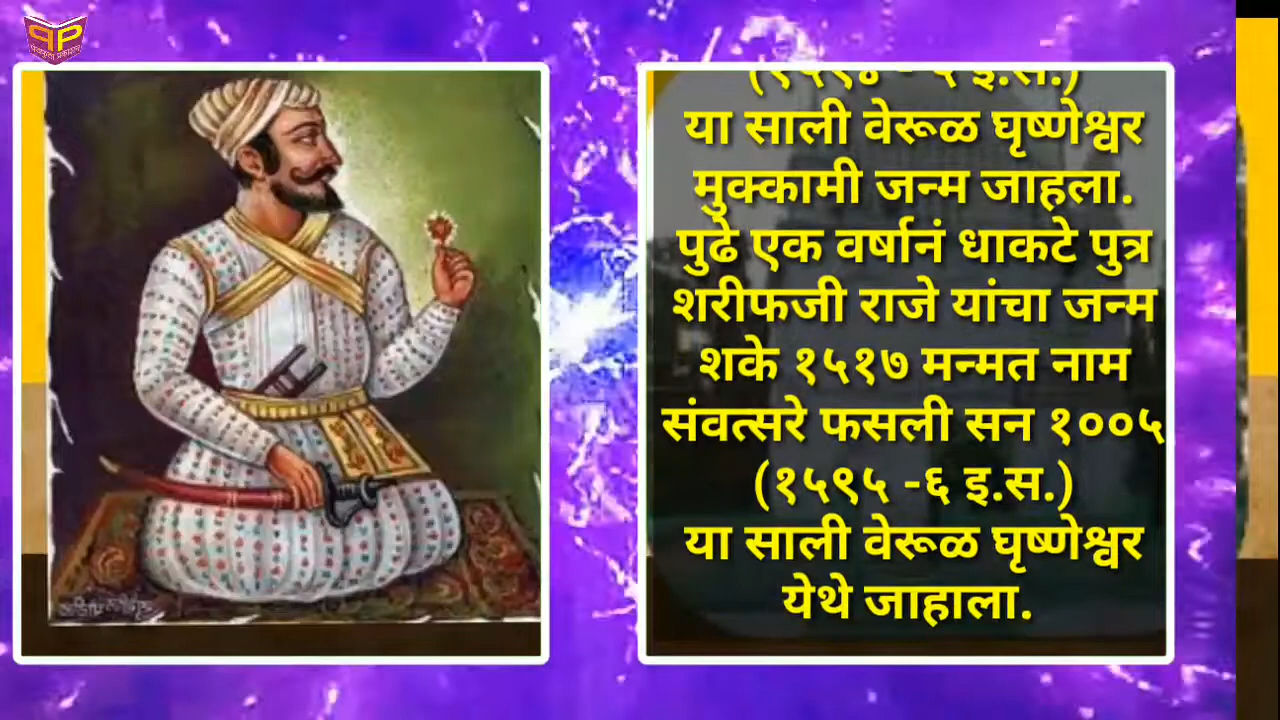 या साली वेरूळ घृष्णेश्वर
मुक्कामी जन्म जाहला.
पुढे एक वर्षानं धाकटे पुत्र
शरीफजी राजे यांचा जन्म
शके १५१७ मन्मत नाम
संवत्सरे फसली सन १००५
(१५९५ -६ इ.स.)
या साली वेरूळ घृष्णेश्वर
येथे जाहाला.